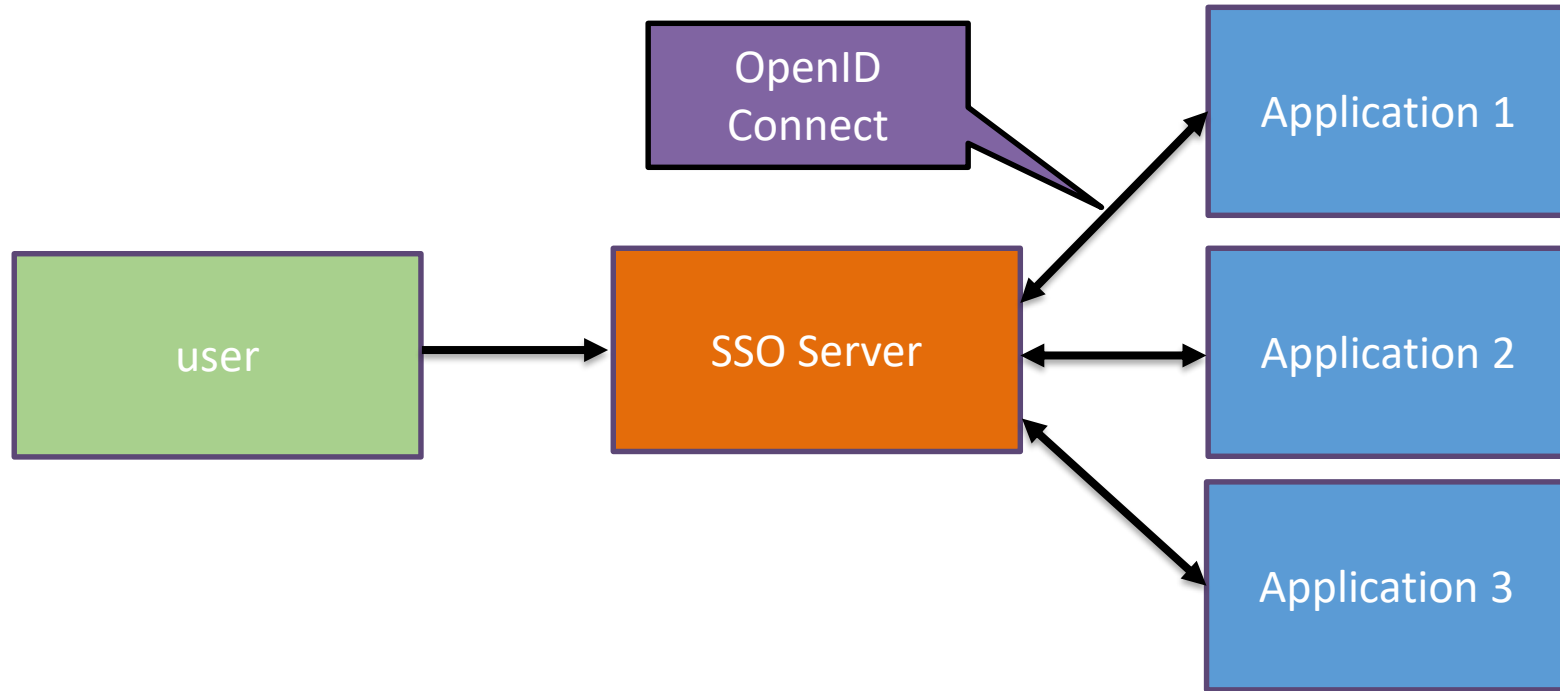 OpenID
Connect
Application 1
user
SSO Server
Application 2
Application 3